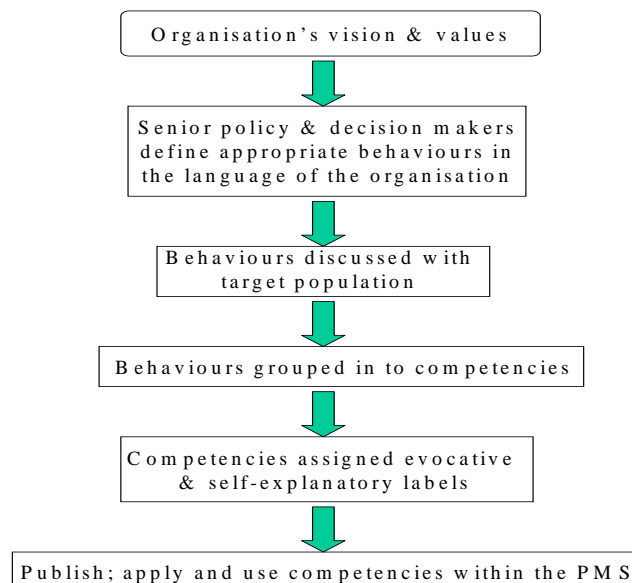 Organisation's vision & values
Senior policy & decision makers
define appropriate behaviours in
the language of the organisation
Behaviours discussed with
target population
Behaviours grouped in to competencies
Competencies assigned evocative
& self-explanatory labels
Publish; apply and use competencies within the PMS